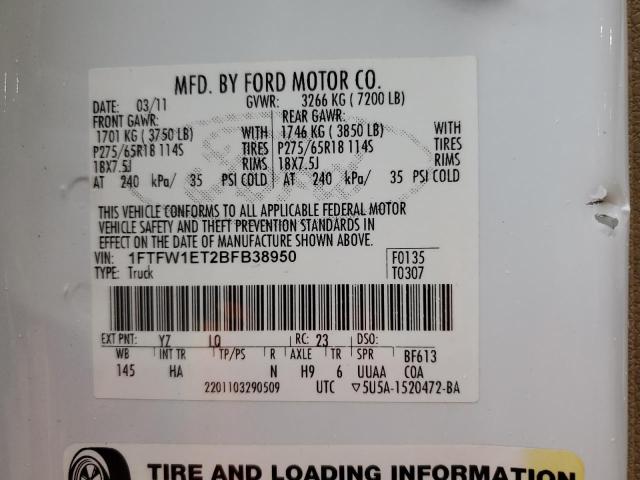 MFD. BY FORD MOTOR CO.
DATE: 03/11 GVWR: 3266 KG ( 7200 LB)
FRONT GAWR: REAR GAWR:
1701 KG ( 3750 LB) WITH 1746 KG ( 3850 LB) WITH
P275/65R18 114S TIRES P275/65R18 114S TIRES
18X7.5J RIMS 18X7.5J RIMS
AT 240 kPa/ 35 PSI COLD AT 240 kPa/ 35 PSI COLD
THIS VEHICLE CONFORMS TO ALL APPLICABLE FEDERAL MOTOR
VEHICLE SAFETY AND THEFT PREVENTION STANDARDS IN
EFFECT ON THE DATE OF MANUFACTURE SHOWN ABOVE.
VIN: 1FTFW1ET2BFB38950 F0135
TYPE: Truck T0307
EXT PNT: YZ LQ RC: 23 DSO:
WB INT TR TP/PS R AXLE TR SPR BF613
145 HA N H9 6 UUAA COA
2201103290509 UTC ▽5U5A-1520472-BA
TIRE AND LOADING INFORMATION